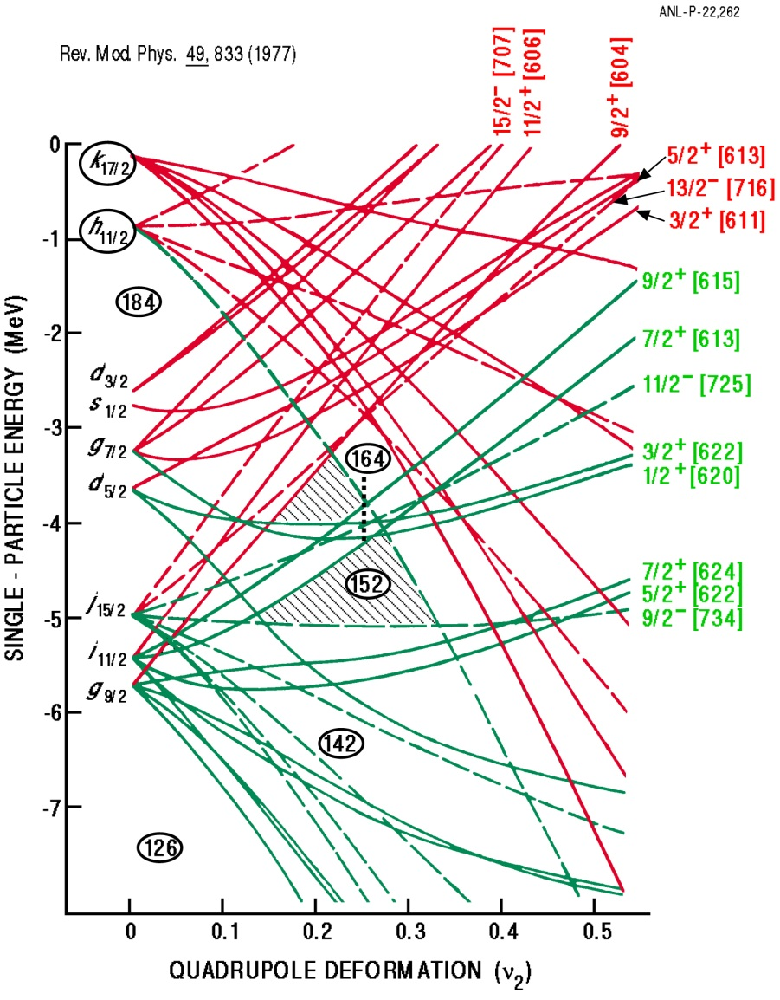 ANL-P-22,262
Rev. Mod. Phys. 49, 833 (1977)
15/2⁻ [707]
11/2⁺ [606]
9/2⁺ [604]
5/2⁺ [613]
13/2⁻ [716]
3/2⁺ [611]
9/2⁺ [615]
7/2⁺ [613]
11/2⁻ [725]
3/2⁺ [622]
1/2⁺ [620]
7/2⁺ [624]
5/2⁺ [622]
9/2⁻ [734]
SINGLE - PARTICLE ENERGY (MeV)
0
-1
-2
-3
-4
-5
-6
-7
k17/2
h11/2
d3/2
s1/2
g7/2
d5/2
j15/2
i11/2
g9/2
184
164
152
142
126
0
0.1
0.2
0.3
0.4
0.5
QUADRUPOLE DEFORMATION (ν₂)